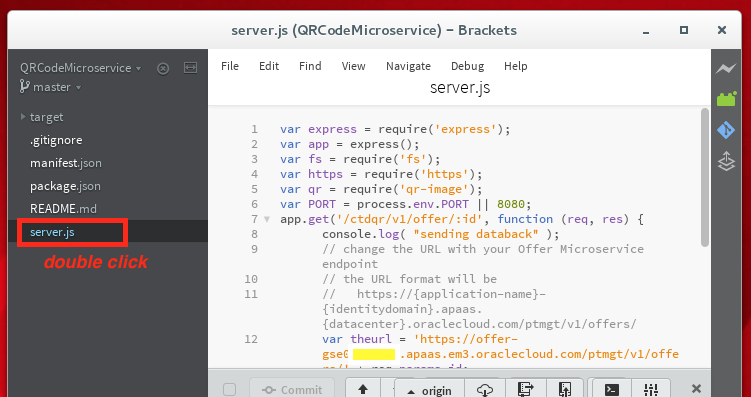 server.js (QRCodeMicroservice) – Brackets
QRCodeMicroservice
master
target
.gitignore
manifest.json
package.json
README.md
server.js
double click
File Edit Find View Navigate Debug Help
server.js
1 var express = require('express');
2 var app = express();
3 var fs = require('fs');
4 var https = require('https');
5 var qr = require('qr-image');
6 var PORT = process.env.PORT || 8080;
7 app.get('/ctdqr/v1/offer/:id', function (req, res) {
8 console.log( "sending databack" );
9 // change the URL with your Offer Microservice
endpoint
10 // the URL format will be
11 // https://{application-name}-
{identitydomain}.apaas.
{datacenter}.oraclecloud.com/ptmgt/v1/offers/
12 var theurl = 'https://offer-
gse0 .apaas.em3.oraclecloud.com/ptmgt/v1/offe
Commit
origin